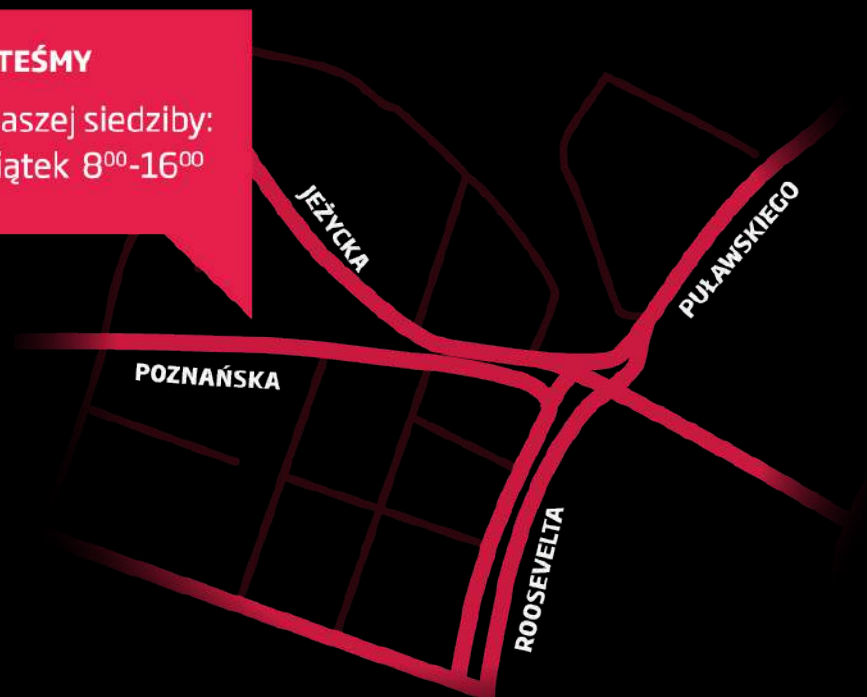 TEŚMY
aszej siedziby:
iątek 8⁰⁰-16⁰⁰
JEŻYCKA
PUŁAWSKIEGO
POZNAŃSKA
ROOSEVELTA